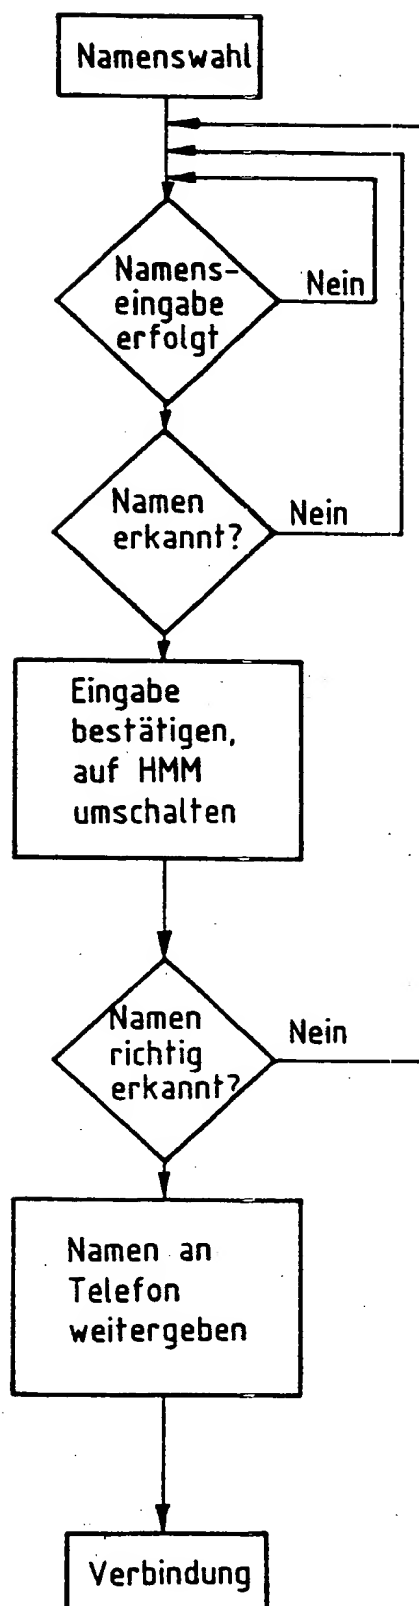 Namenswahl
Namens-
eingabe
erfolgt
Nein
Namen
erkannt?
Nein
Eingabe
bestätigen,
auf HMM
umschalten
Namen
richtig
erkannt?
Nein
Namen an
Telefon
weitergeben
Verbindung